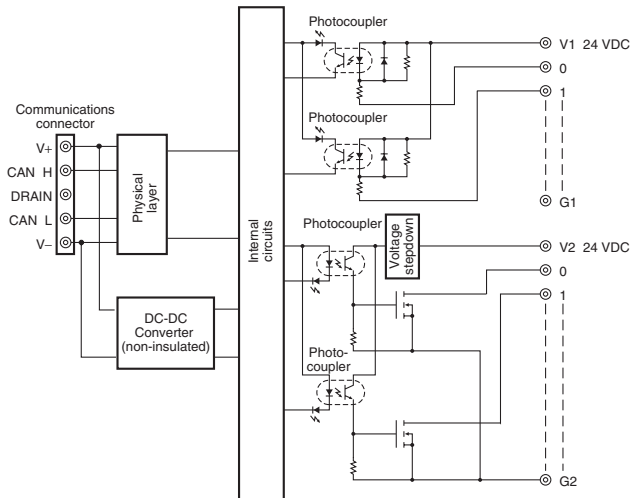 Photocoupler
V1 24 VDC
0
1
Photocoupler
G1
Communications
connector
V+
CAN H
DRAIN
CAN L
V−
Physical
layer
Internal
circuits
Photocoupler
Voltage
stepdown
V2 24 VDC
0
1
DC-DC
Converter
(non-insulated)
Photo-
coupler
G2